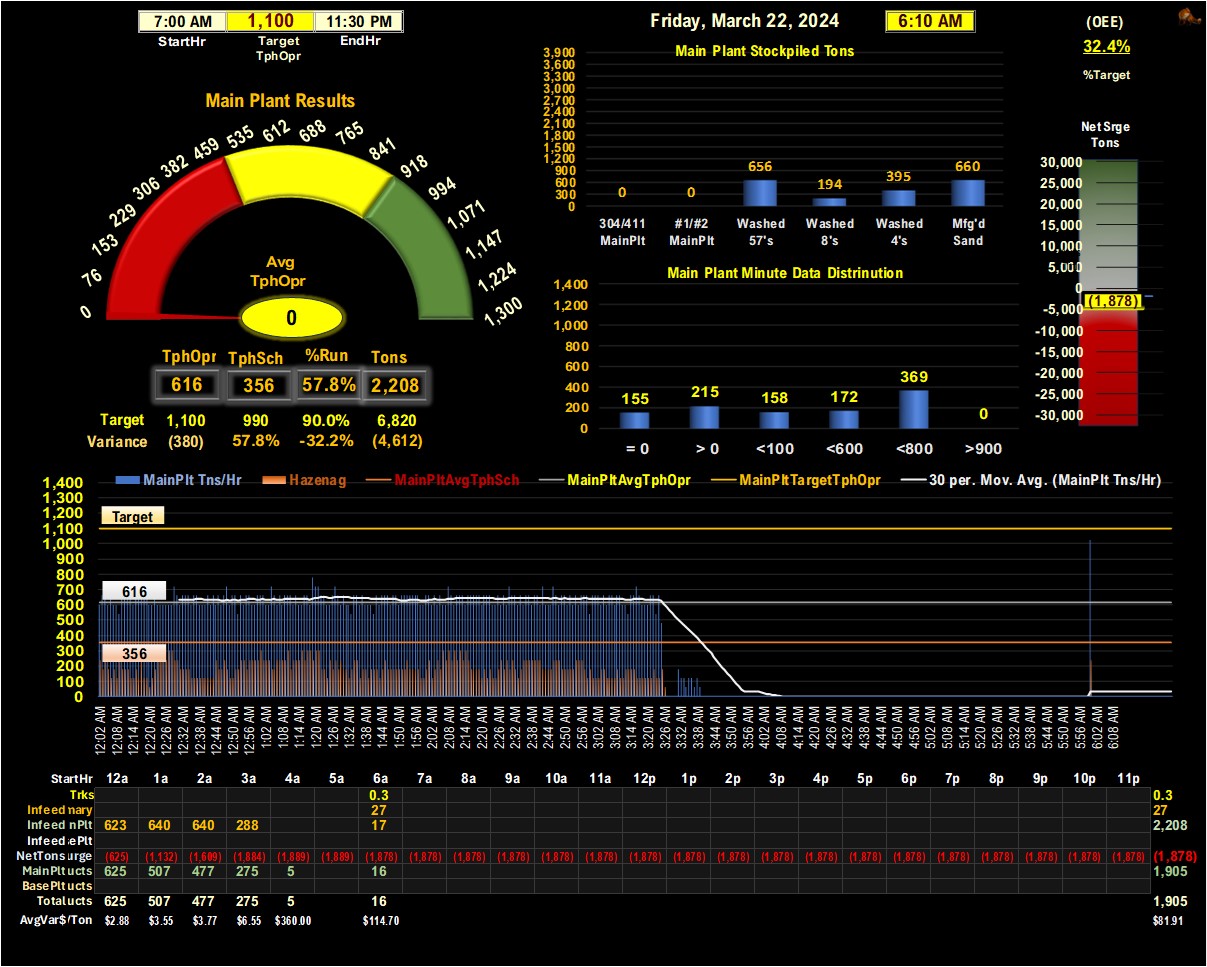 7:00 AM 1,100 11:30 PM
StartHr Target TphOpr EndHr
Friday, March 22, 2024 6:10 AM
(OEE)
32.4%
%Target
Main Plant Results
0 76 153 229 306 382 459 535 612 688 765 841 918 994 1,071 1,147 1,224 1,300
Avg
TphOpr
0
TphOpr TphSch %Run Tons
616 356 57.8% 2,208
Target 1,100 990 90.0% 6,820
Variance (380) 57.8% -32.2% (4,612)
Main Plant Stockpiled Tons
3,900
3,600
3,300
3,000
2,700
2,400
2,100
1,800
1,500
1,200
900
600
300
0
0 0 656 194 395 660
304/411 #1/#2 Washed Washed Washed Mfg'd
MainPlt MainPlt 57's 8's 4's Sand
Main Plant Minute Data Distrinution
1,400
1,200
1,000
800
600
400
200
0
155 215 158 172 369 0
= 0 > 0 <100 <600 <800 >900
Net Srge
Tons
30,000
25,000
20,000
15,000
10,000
5,000
0
(1,878)
-5,000
-10,000
-15,000
-20,000
-25,000
-30,000
MainPlt Tns/Hr Hazenag MainPltAvgTphSch MainPltAvgTphOpr MainPltTargetTphOpr 30 per. Mov. Avg. (MainPlt Tns/Hr)
1,400
1,300
1,200
1,100
1,000
900
800
700
600
500
400
300
200
100
0
Target
616
356
12:02 AM 12:08 AM 12:14 AM 12:20 AM 12:26 AM 12:32 AM 12:38 AM 12:44 AM 12:50 AM 12:56 AM 1:02 AM 1:08 AM 1:14 AM 1:20 AM 1:26 AM 1:32 AM 1:38 AM 1:44 AM 1:50 AM 1:56 AM 2:02 AM 2:08 AM 2:14 AM 2:20 AM 2:26 AM 2:32 AM 2:38 AM 2:44 AM 2:50 AM 2:56 AM 3:02 AM 3:08 AM 3:14 AM 3:20 AM 3:26 AM 3:32 AM 3:38 AM 3:44 AM 3:50 AM 3:56 AM 4:02 AM 4:08 AM 4:14 AM 4:20 AM 4:26 AM 4:32 AM 4:38 AM 4:44 AM 4:50 AM 4:56 AM 5:02 AM 5:08 AM 5:14 AM 5:20 AM 5:26 AM 5:32 AM 5:38 AM 5:44 AM 5:50 AM 5:56 AM 6:02 AM 6:08 AM
StartHr 12a 1a 2a 3a 4a 5a 6a 7a 8a 9a 10a 11a 12p 1p 2p 3p 4p 5p 6p 7p 8p 9p 10p 11p
Trks 0.3 0.3
Infeed nary 27 27
Infeed nPlt 623 640 640 288 17 2,208
Infeed ePlt
NetTons urge (625) (1,132) (1,609) (1,884) (1,889) (1,889) (1,878) (1,878) (1,878) (1,878) (1,878) (1,878) (1,878) (1,878) (1,878) (1,878) (1,878) (1,878) (1,878) (1,878) (1,878) (1,878) (1,878) (1,878) (1,878)
MainPlt ucts 625 507 477 275 5 16 1,905
BasePlt ucts
Total ucts 625 507 477 275 5 16 1,905
AvgVar$/Ton $2.88 $3.55 $3.77 $6.55 $360.00 $114.70 $81.91